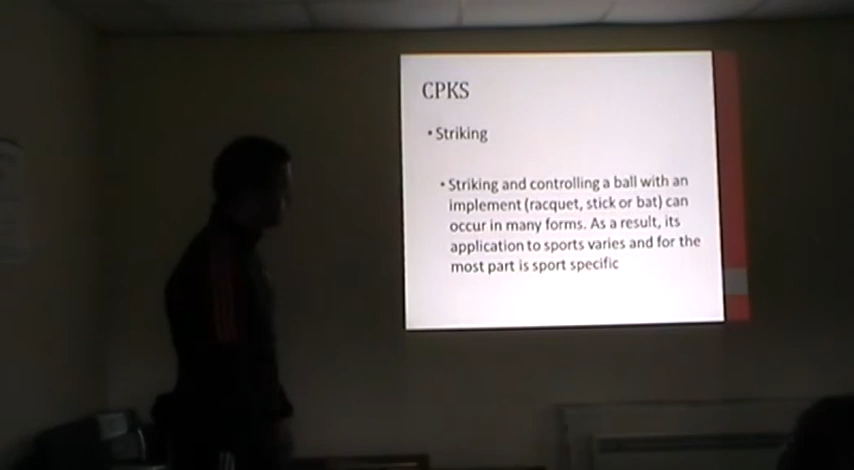 CPKS
• Striking
• Striking and controlling a ball with an
implement (racquet, stick or bat) can
occur in many forms. As a result, its
application to sports varies and for the
most part is sport specific